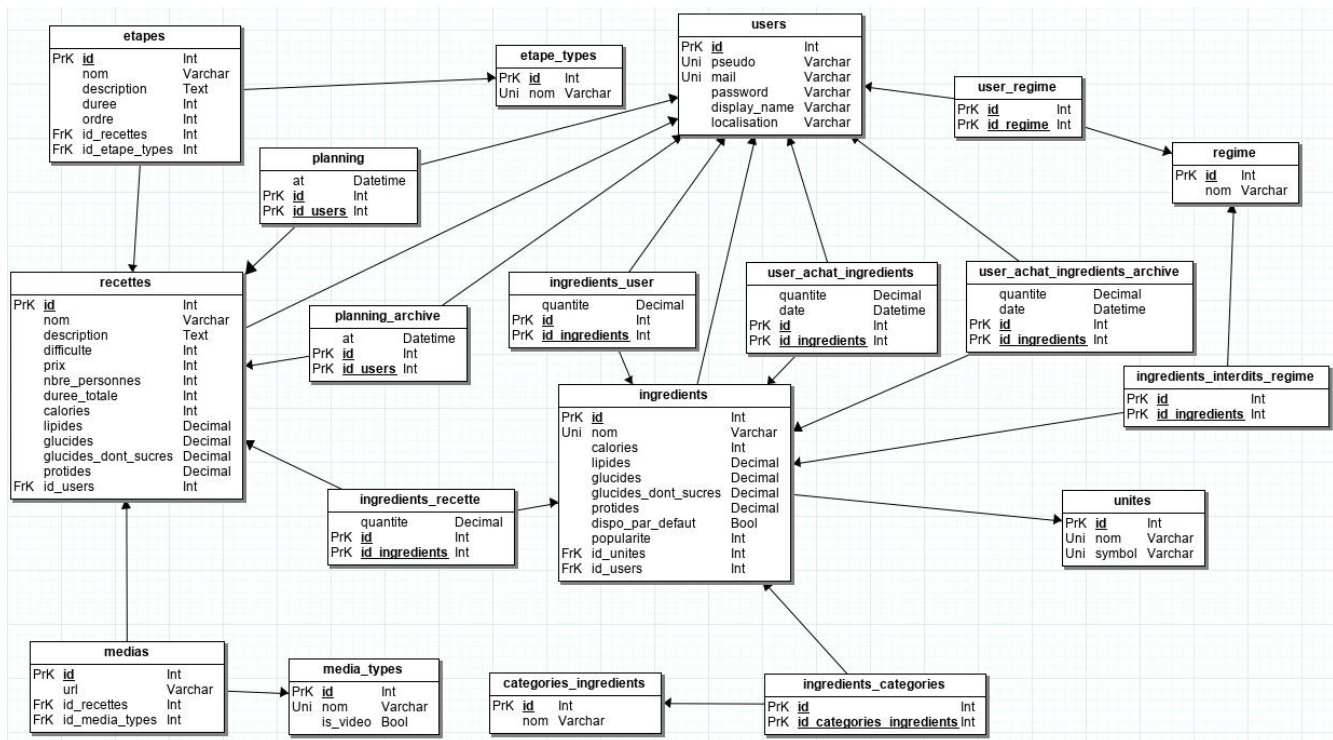 etapes
PrK id Int
nom Varchar
description Text
duree Int
ordre Int
FrK id_recettes Int
FrK id_etape_types Int
etape_types
PrK id Int
Uni nom Varchar
users
PrK id Int
Uni pseudo Varchar
Uni mail Varchar
password Varchar
display_name Varchar
localisation Varchar
user_regime
PrK id Int
PrK id_regime Int
regime
PrK id Int
nom Varchar
planning
at Datetime
PrK id Int
PrK id_users Int
recettes
PrK id Int
nom Varchar
description Text
difficulte Int
prix Int
nbre_personnes Int
duree_totale Int
calories Int
lipides Decimal
glucides Decimal
glucides_dont_sucres Decimal
protides Decimal
FrK id_users Int
planning_archive
at Datetime
PrK id Int
PrK id_users Int
ingredients_user
quantite Decimal
PrK id Int
PrK id_ingredients Int
user_achat_ingredients
quantite Decimal
date Datetime
PrK id Int
PrK id_ingredients Int
user_achat_ingredients_archive
quantite Decimal
date Datetime
PrK id Int
PrK id_ingredients Int
ingredients_interdits_regime
PrK id Int
PrK id_ingredients Int
ingredients
PrK id Int
Uni nom Varchar
calories Int
lipides Decimal
glucides Decimal
glucides_dont_sucres Decimal
protides Decimal
dispo_par_defaut Bool
popularite Int
FrK id_unites Int
FrK id_users Int
ingredients_recette
quantite Decimal
PrK id Int
PrK id_ingredients Int
unites
PrK id Int
Uni nom Varchar
Uni symbol Varchar
medias
PrK id Int
url Varchar
FrK id_recettes Int
FrK id_media_types Int
media_types
PrK id Int
Uni nom Varchar
is_video Bool
categories_ingredients
PrK id Int
nom Varchar
ingredients_categories
PrK id Int
PrK id_categories_ingredients Int